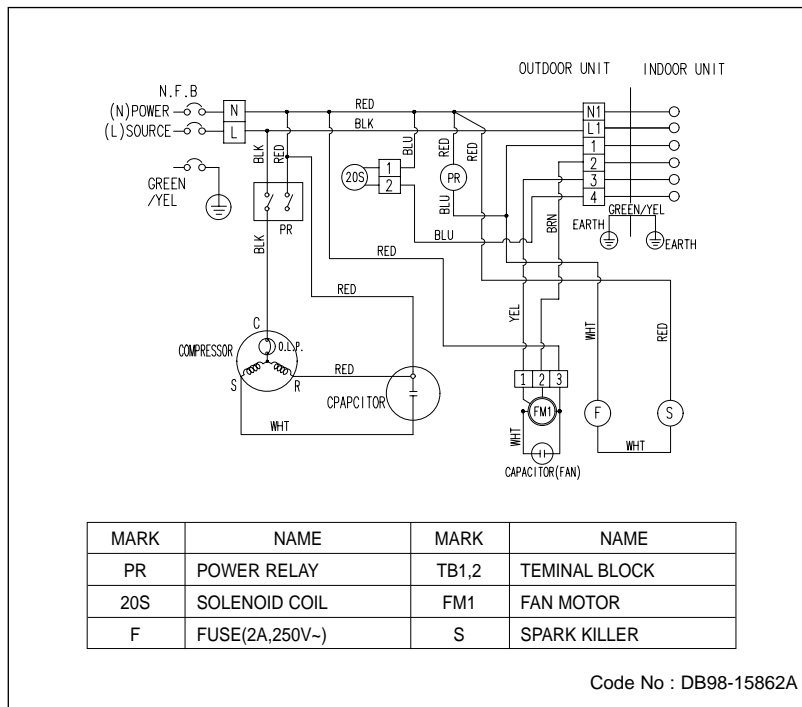 OUTDOOR UNIT INDOOR UNIT
N.F.B
(N)POWER N RED N1
(L)SOURCE L BLK L1
1
2
3
4
BLK RED BLU RED RED
20S 1
2
PR
GREEN
/YEL
PR
BLU
BLU
BRN
GREEN/YEL
EARTH
EARTH
BLK
RED
RED
YEL
WHT
RED
C
O.L.P.
COMPRESSOR
S R
RED
CPAPCITOR
WHT
1 2 3
FM1
WHT
CAPACITOR(FAN)
F S
WHT
MARK NAME MARK NAME
PR POWER RELAY TB1,2 TEMINAL BLOCK
20S SOLENOID COIL FM1 FAN MOTOR
F FUSE(2A,250V~) S SPARK KILLER
Code No : DB98-15862A